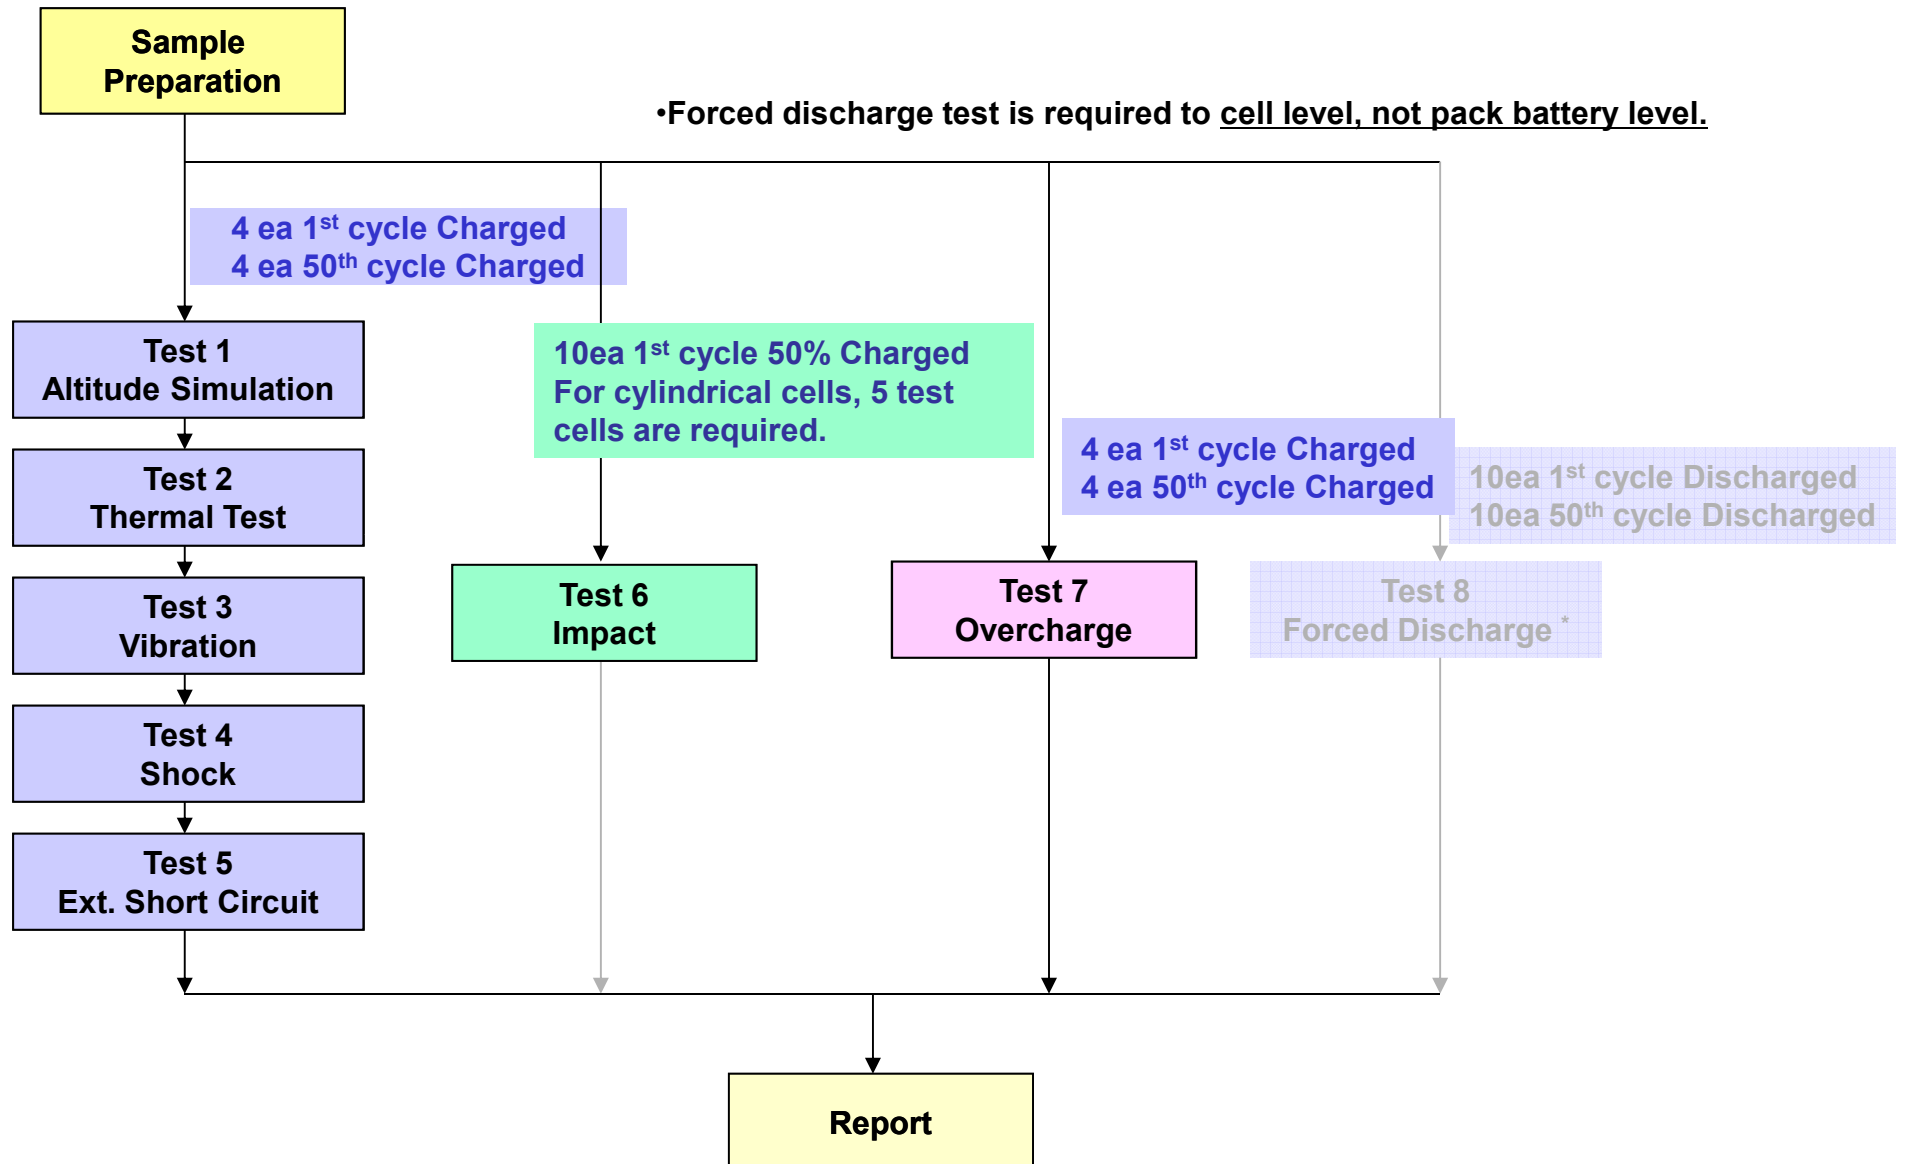 Sample
Preparation
•Forced discharge test is required to cell level, not pack battery level.
4 ea 1st cycle Charged
4 ea 50th cycle Charged
Test 1
Altitude Simulation
10ea 1st cycle 50% Charged
For cylindrical cells, 5 test
cells are required.
4 ea 1st cycle Charged
4 ea 50th cycle Charged
10ea 1st cycle Discharged
10ea 50th cycle Discharged
Test 2
Thermal Test
Test 3
Vibration
Test 6
Impact
Test 7
Overcharge
Test 8
Forced Discharge *
Test 4
Shock
Test 5
Ext. Short Circuit
Report